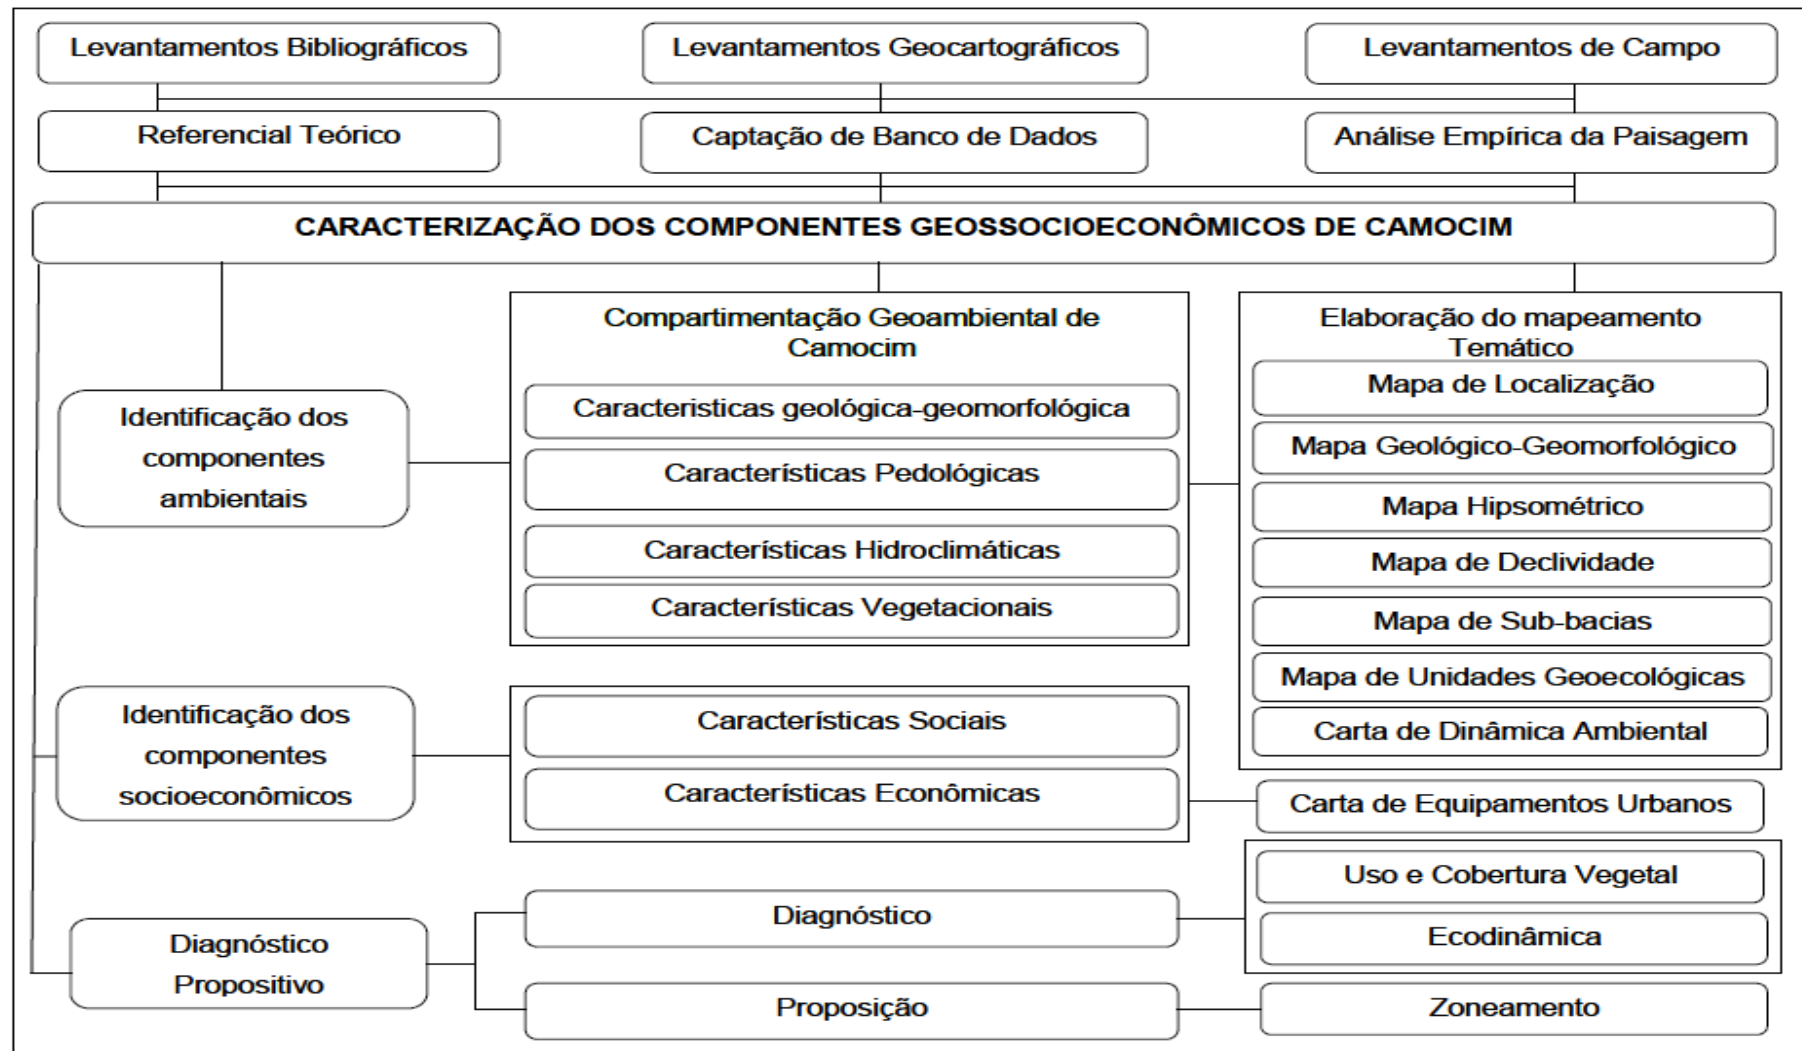 Levantamentos Bibliográficos
Levantamentos Geocartográficos
Levantamentos de Campo
Referencial Teórico
Captação de Banco de Dados
Análise Empírica da Paisagem
CARACTERIZAÇÃO DOS COMPONENTES GEOSSOCIOECONÔMICOS DE CAMOCIM
Identificação dos
componentes
ambientais
Compartimentação Geoambiental de
Camocim
Caracteristicas geológica-geomorfológica
Características Pedológicas
Características Hidroclimáticas
Características Vegetacionais
Elaboração do mapeamento
Temático
Mapa de Localização
Mapa Geológico-Geomorfológico
Mapa Hipsométrico
Mapa de Declividade
Mapa de Sub-bacias
Mapa de Unidades Geoecológicas
Carta de Dinâmica Ambiental
Identificação dos
componentes
socioeconômicos
Características Sociais
Características Econômicas
Carta de Equipamentos Urbanos
Diagnóstico
Propositivo
Diagnóstico
Uso e Cobertura Vegetal
Ecodinâmica
Proposição
Zoneamento